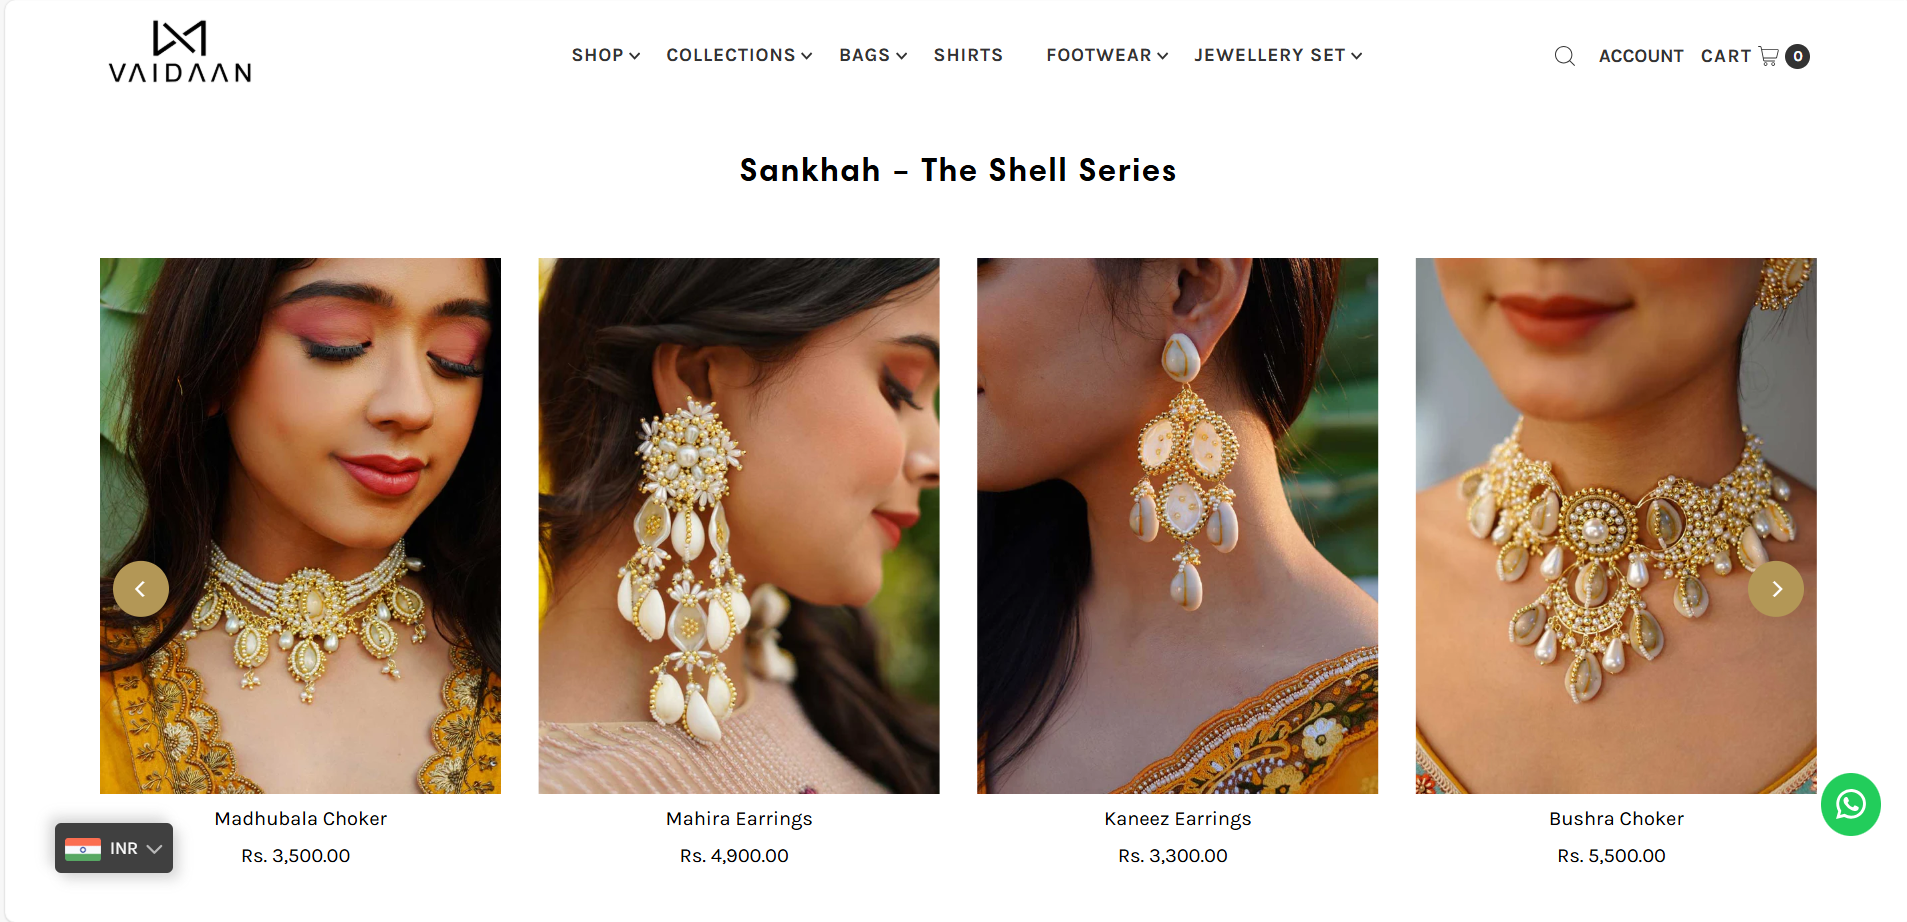 VAIDAAN
SHOP
COLLECTIONS
BAGS
SHIRTS
FOOTWEAR
JEWELLERY SET
ACCOUNT
CART
0
Sankhah – The Shell Series
Madhubala Choker
Rs. 3,500.00
Mahira Earrings
Rs. 4,900.00
Kaneez Earrings
Rs. 3,300.00
Bushra Choker
Rs. 5,500.00
INR